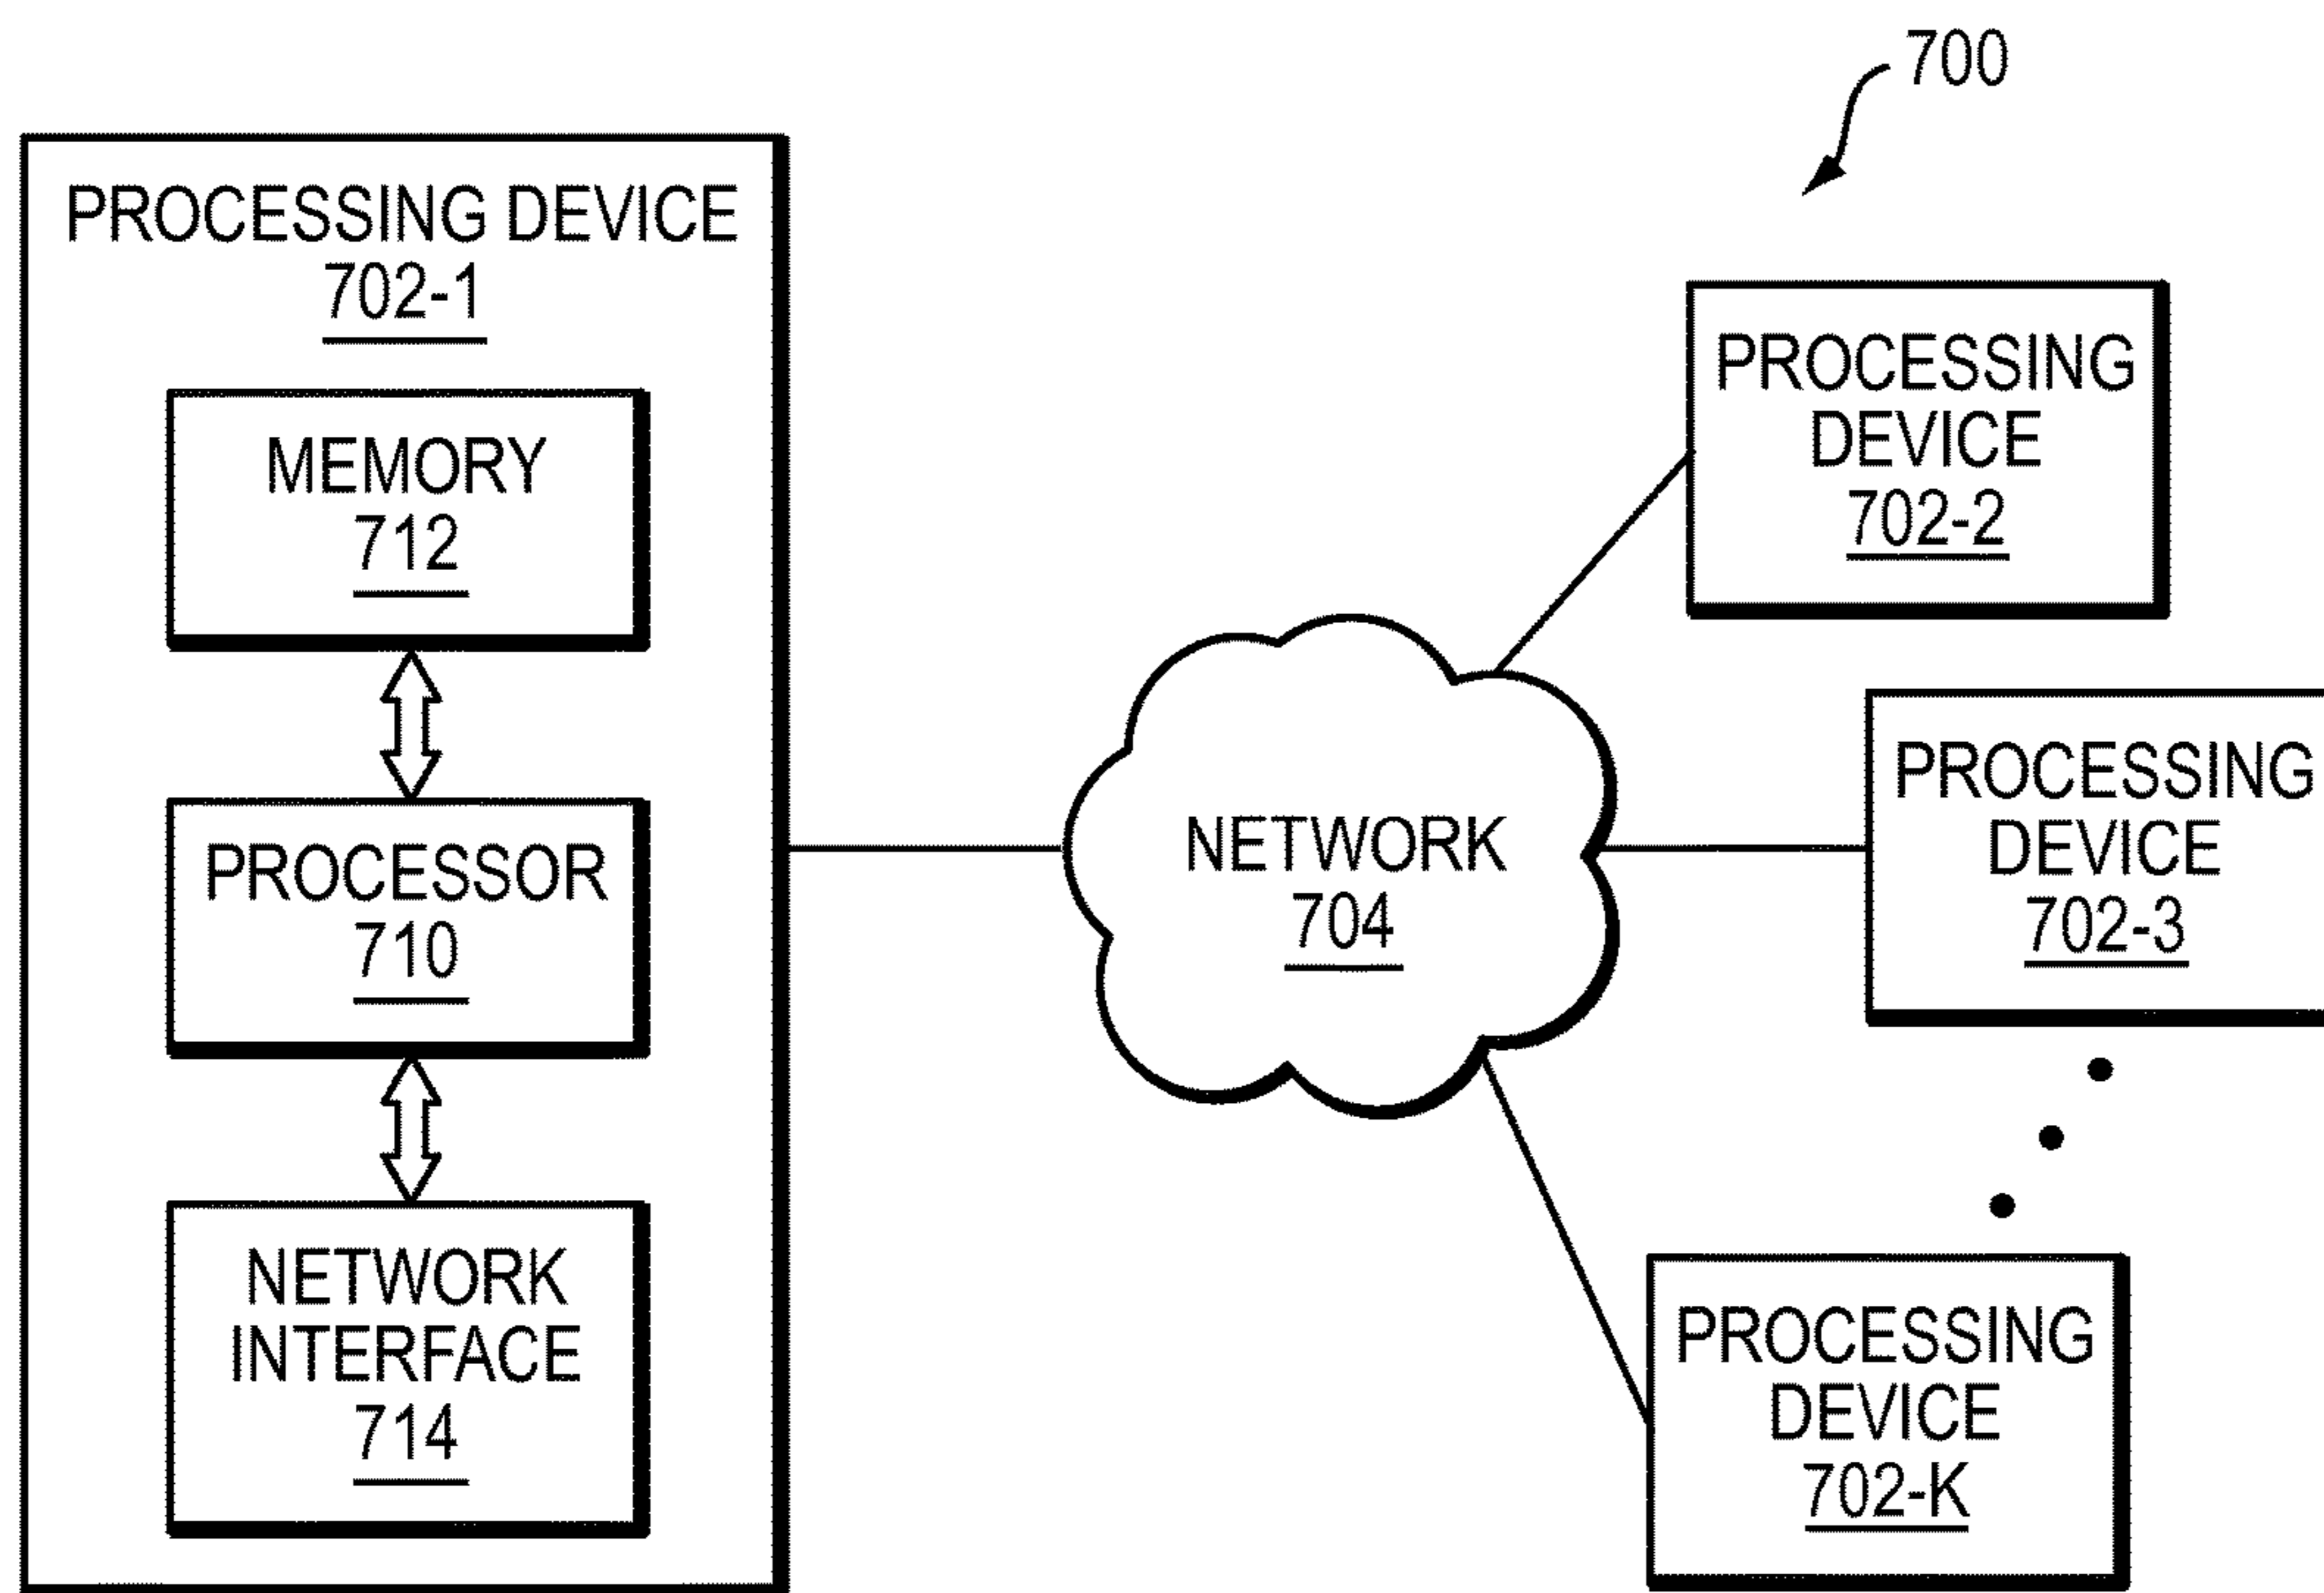 700
PROCESSING DEVICE
702-1
MEMORY
712
PROCESSOR
710
NETWORK
INTERFACE
714
NETWORK
704
PROCESSING
DEVICE
702-2
PROCESSING
DEVICE
702-3
PROCESSING
DEVICE
702-K